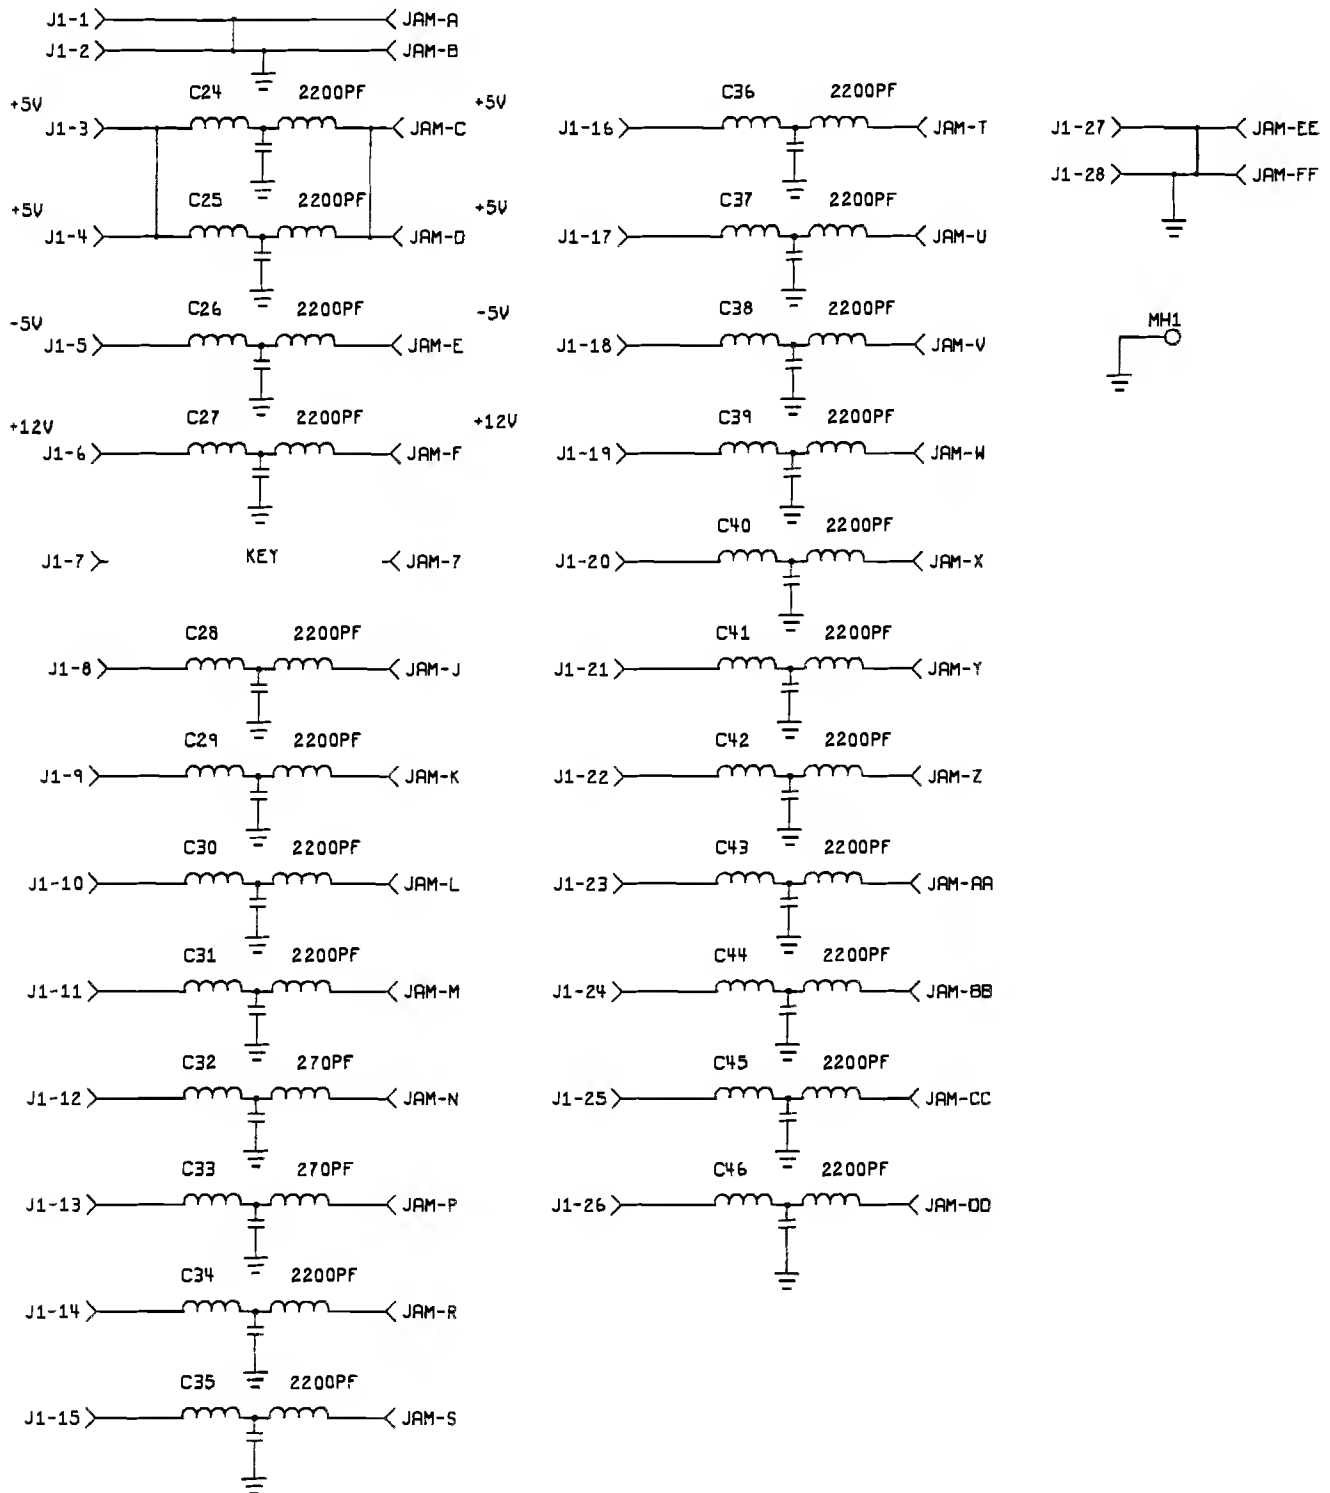 J1-1 JAM-A
J1-2 JAM-B
+5V C24 2200PF +5V
J1-3 JAM-C
+5V C25 2200PF +5V
J1-4 JAM-D
-5V C26 2200PF -5V
J1-5 JAM-E
+12V C27 2200PF +12V
J1-6 JAM-F
J1-7 KEY JAM-7
C28 2200PF
J1-8 JAM-J
C29 2200PF
J1-9 JAM-K
C30 2200PF
J1-10 JAM-L
C31 2200PF
J1-11 JAM-M
C32 270PF
J1-12 JAM-N
C33 270PF
J1-13 JAM-P
C34 2200PF
J1-14 JAM-R
C35 2200PF
J1-15 JAM-S
C36 2200PF
J1-16 JAM-T
C37 2200PF
J1-17 JAM-U
C38 2200PF
J1-18 JAM-V
C39 2200PF
J1-19 JAM-W
C40 2200PF
J1-20 JAM-X
C41 2200PF
J1-21 JAM-Y
C42 2200PF
J1-22 JAM-Z
C43 2200PF
J1-23 JAM-AA
C44 2200PF
J1-24 JAM-BB
C45 2200PF
J1-25 JAM-CC
C46 2200PF
J1-26 JAM-DD
J1-27 JAM-EE
J1-28 JAM-FF
MH1